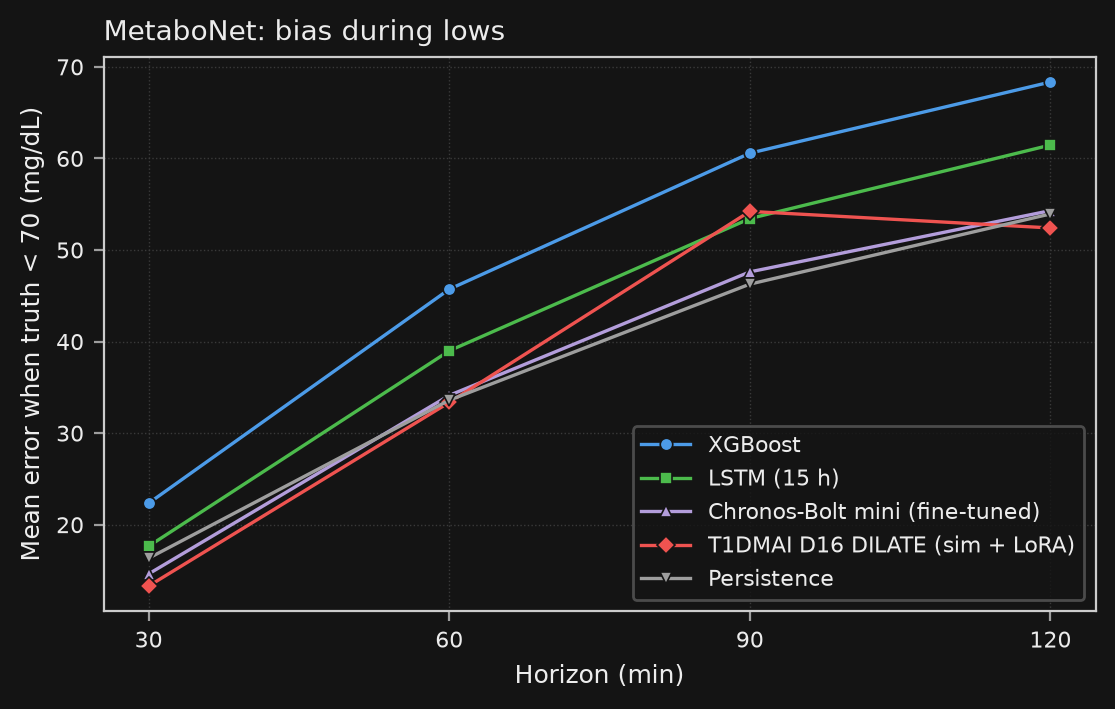 MetaboNet: bias during lows
Mean error when truth < 70 (mg/dL)
70
60
50
40
30
20
30
60
90
120
Horizon (min)
XGBoost
LSTM (15 h)
Chronos-Bolt mini (fine-tuned)
T1DMAI D16 DILATE (sim + LoRA)
Persistence